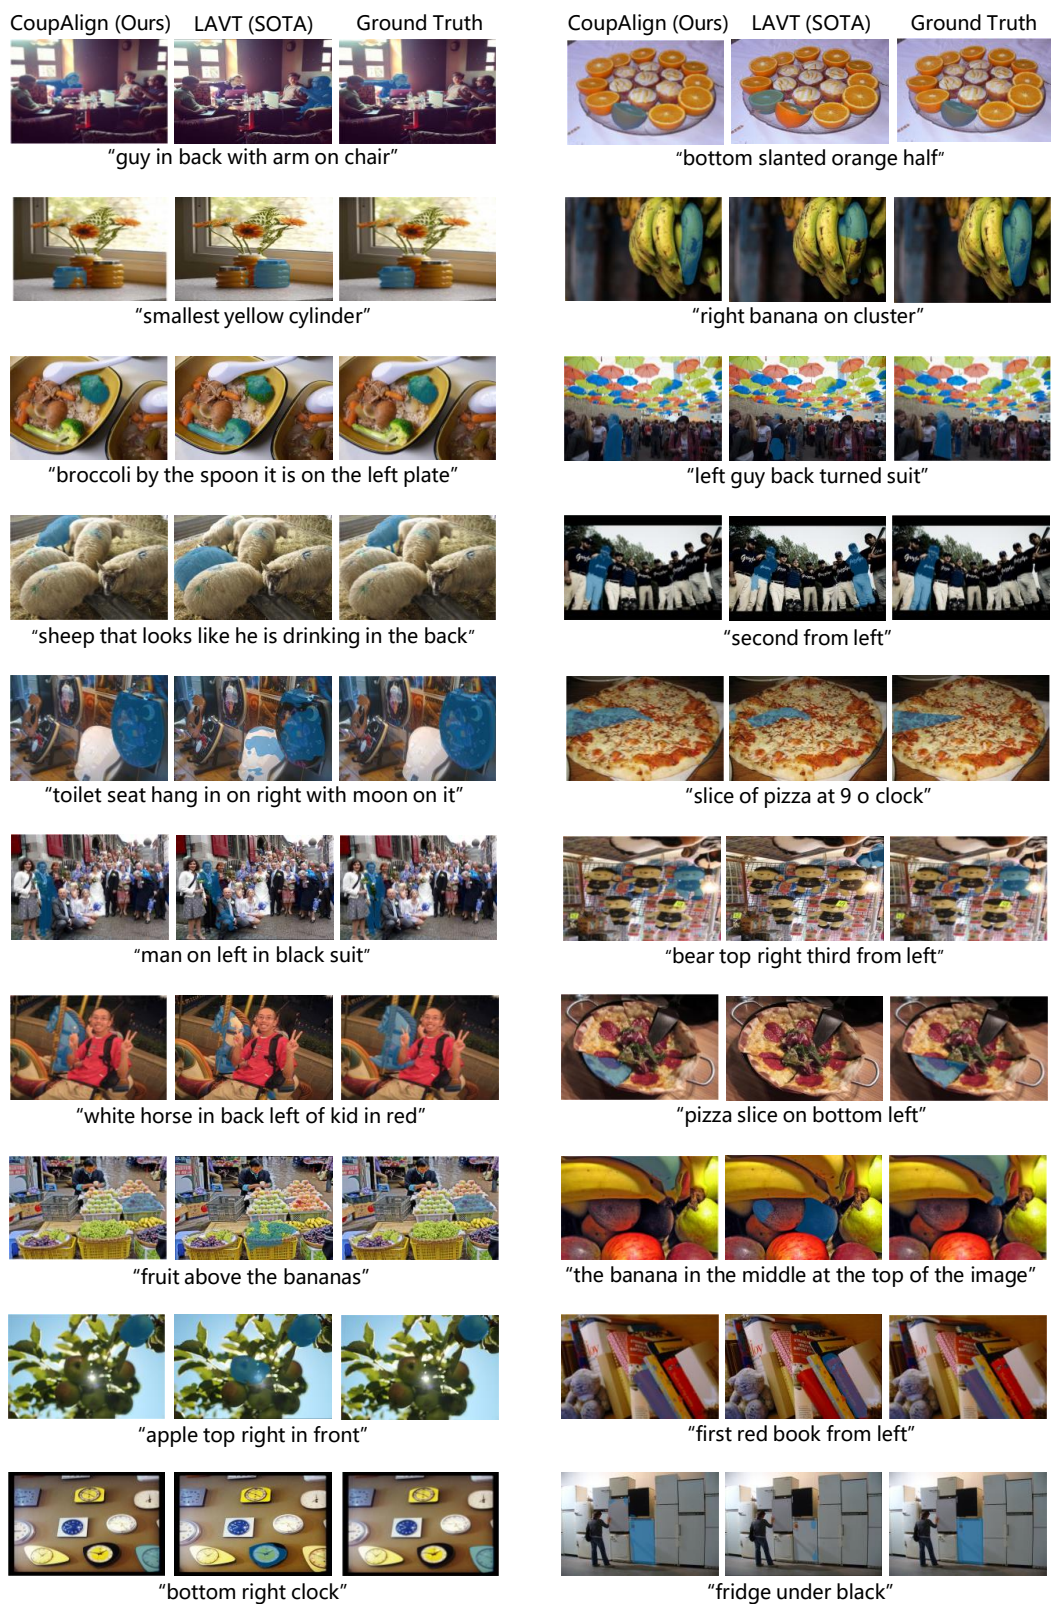 CoupAlign (Ours) LAVT (SOTA) Ground Truth
"guy in back with arm on chair"
"smallest yellow cylinder"
"broccoli by the spoon it is on the left plate"
"sheep that looks like he is drinking in the back"
"toilet seat hang in on right with moon on it"
"man on left in black suit"
"white horse in back left of kid in red"
"fruit above the bananas"
"apple top right in front"
"bottom right clock"
CoupAlign (Ours) LAVT (SOTA) Ground Truth
"bottom slanted orange half"
"right banana on cluster"
"left guy back turned suit"
"second from left"
"slice of pizza at 9 o clock"
"bear top right third from left"
"pizza slice on bottom left"
"the banana in the middle at the top of the image"
"first red book from left"
"fridge under black"